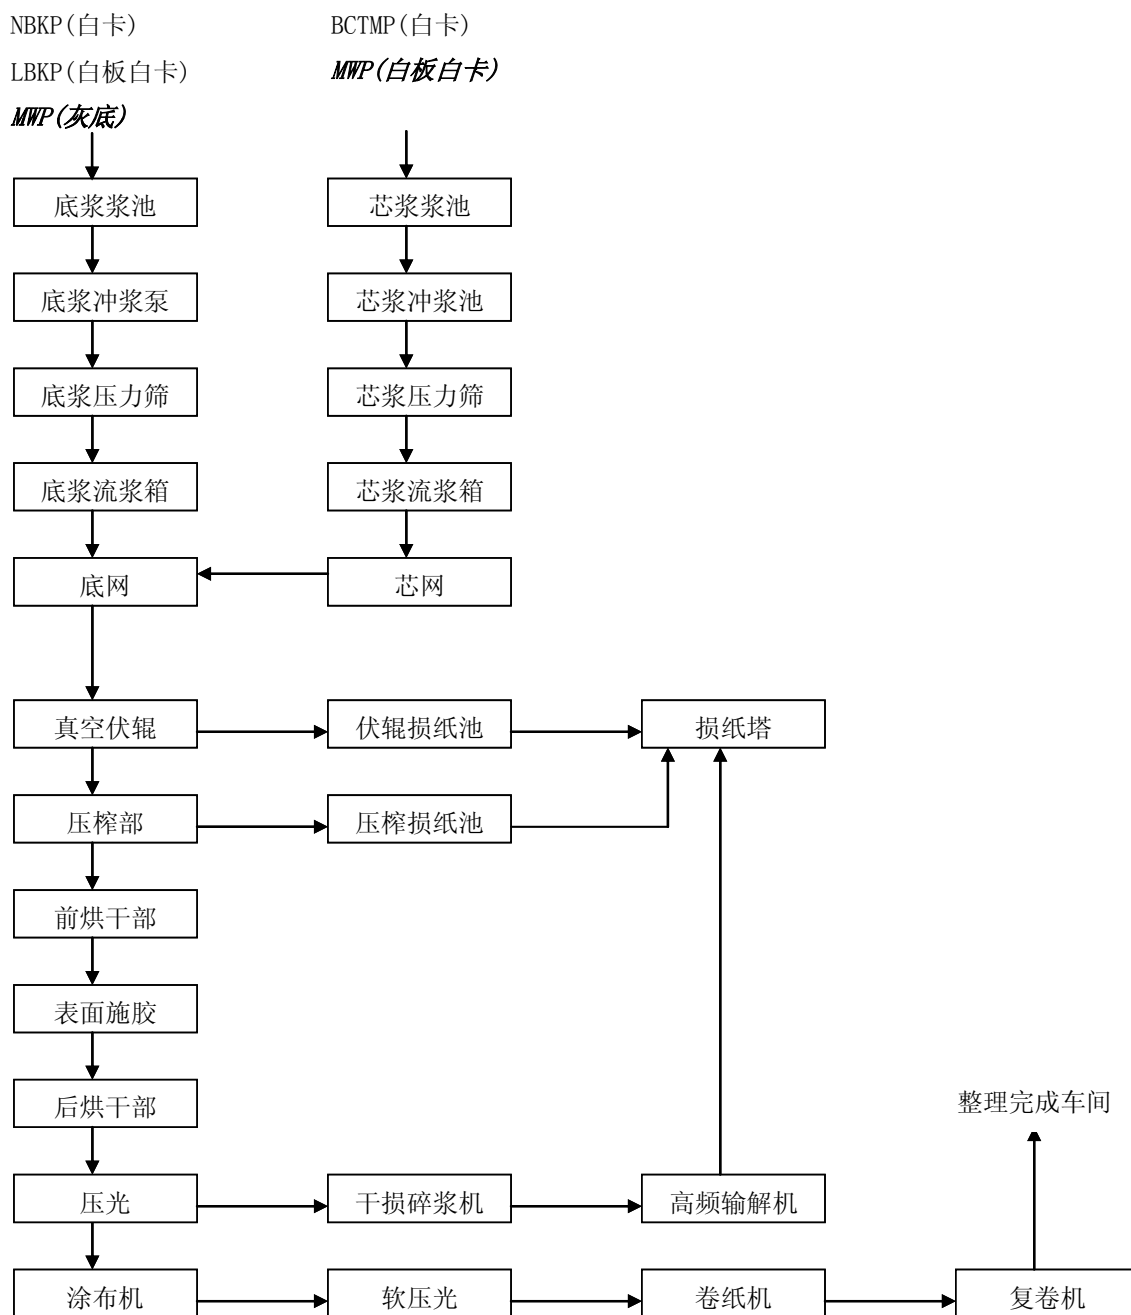 NBKP(白卡)
BCTMP(白卡)
LBKP(白板白卡)
MWP(白板白卡)
MWP(灰底)
底浆浆池
芯浆浆池
底浆冲浆泵
芯浆冲浆池
底浆压力筛
芯浆压力筛
底浆流浆箱
芯浆流浆箱
底网
芯网
真空伏辊
伏辊损纸池
损纸塔
压榨部
压榨损纸池
前烘干部
表面施胶
后烘干部
整理完成车间
压光
干损碎浆机
高频输解机
涂布机
软压光
卷纸机
复卷机